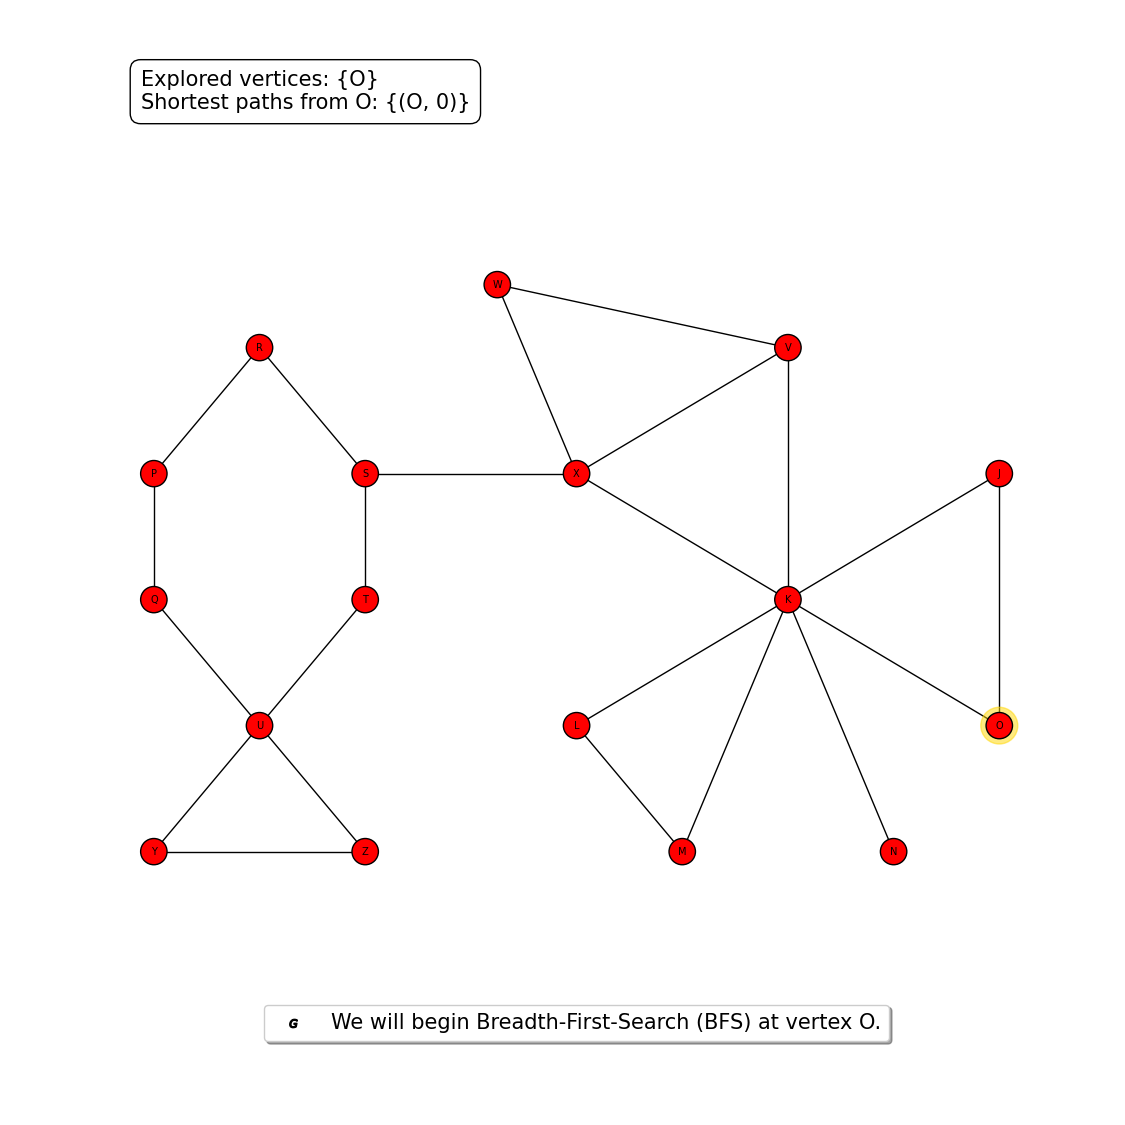 Explored vertices: {O}
Shortest paths from O: {(O, 0)}
W
R
V
P
S
X
J
Q
T
K
U
L
O
Y
Z
M
N
G We will begin Breadth-First-Search (BFS) at vertex O.